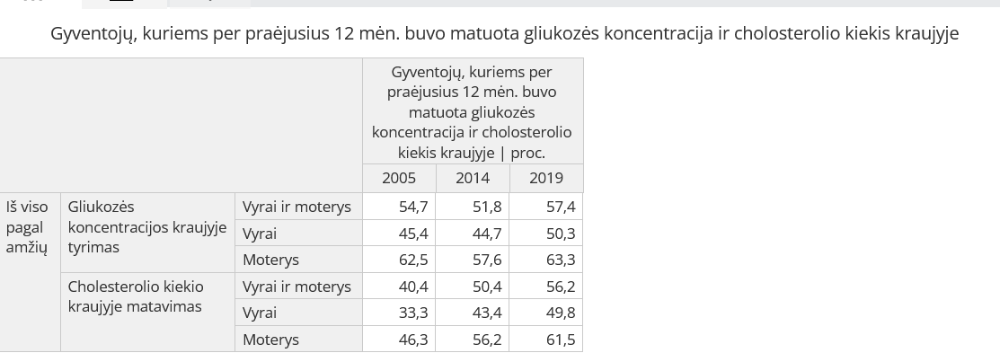 Gyventojų, kuriems per praėjusius 12 mėn. buvo matuota gliukozės koncentracija ir cholosterolio kiekis kraujyje
Gyventojų, kuriems per
praėjusius 12 mėn. buvo
matuota gliukozės
koncentracija ir cholosterolio
kiekis kraujyje | proc.
2005 2014 2019
Iš viso Gliukozės Vyrai ir moterys 54,7 51,8 57,4
pagal koncentracijos kraujyje Vyrai 45,4 44,7 50,3
amžių tyrimas Moterys 62,5 57,6 63,3
Cholesterolio kiekio Vyrai ir moterys 40,4 50,4 56,2
kraujyje matavimas Vyrai 33,3 43,4 49,8
Moterys 46,3 56,2 61,5